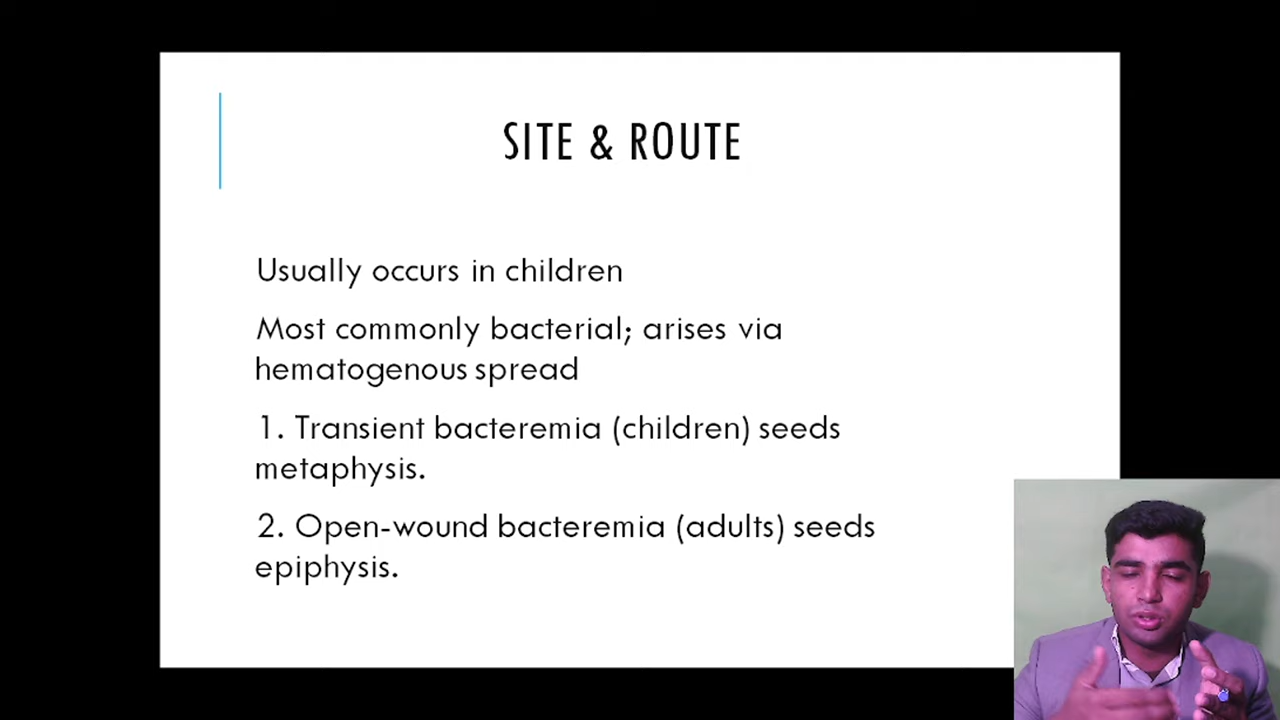 SITE & ROUTE
Usually occurs in children
Most commonly bacterial; arises via
hematogenous spread
1. Transient bacteremia (children) seeds
metaphysis.
2. Open-wound bacteremia (adults) seeds
epiphysis.